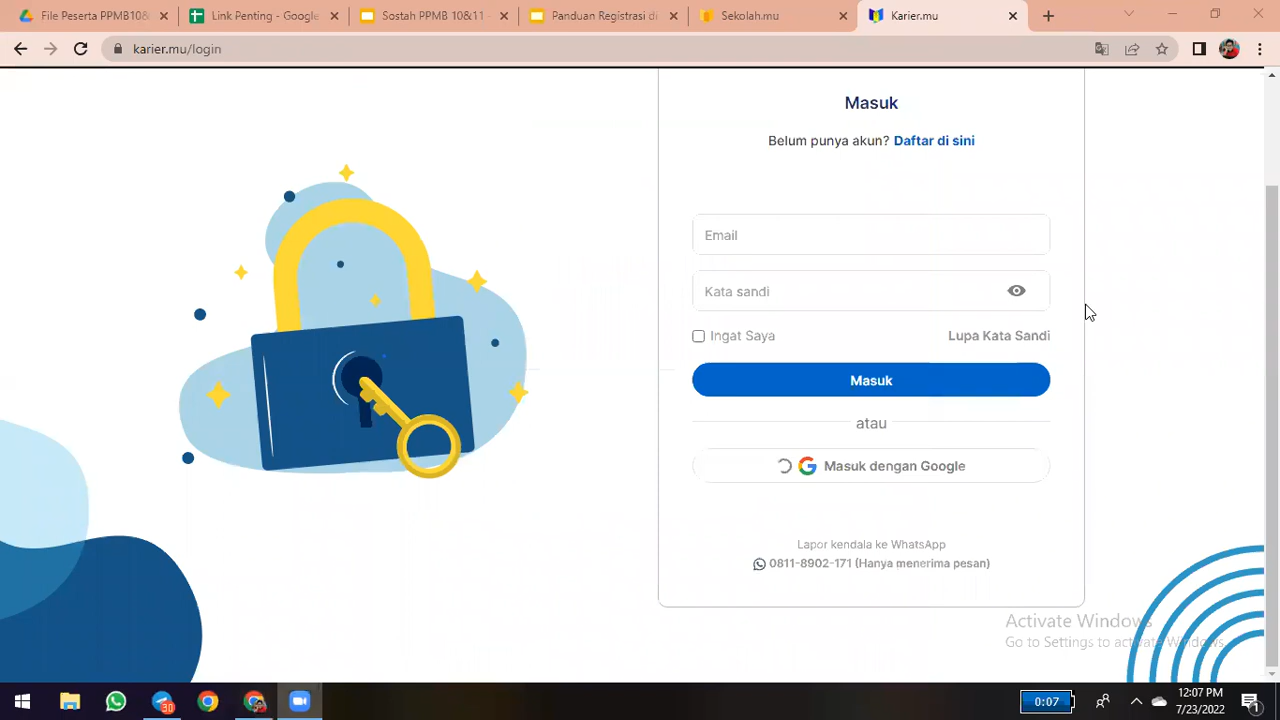 File Peserta PPMB10&
Link Penting - Google
Sostah PPMB 10&11 -
Panduan Registrasi di
Sekolah.mu
Karier.mu
karier.mu/login
Masuk
Belum punya akun? Daftar di sini
Email
Kata sandi
Ingat Saya
Lupa Kata Sandi
Masuk
atau
Masuk dengan Google
Lapor kendala ke WhatsApp
0811-8902-171 (Hanya menerima pesan)
Activate Windows
Go to Settings to activate Windows.
30
0:07
12:07 PM
7/23/2022
1